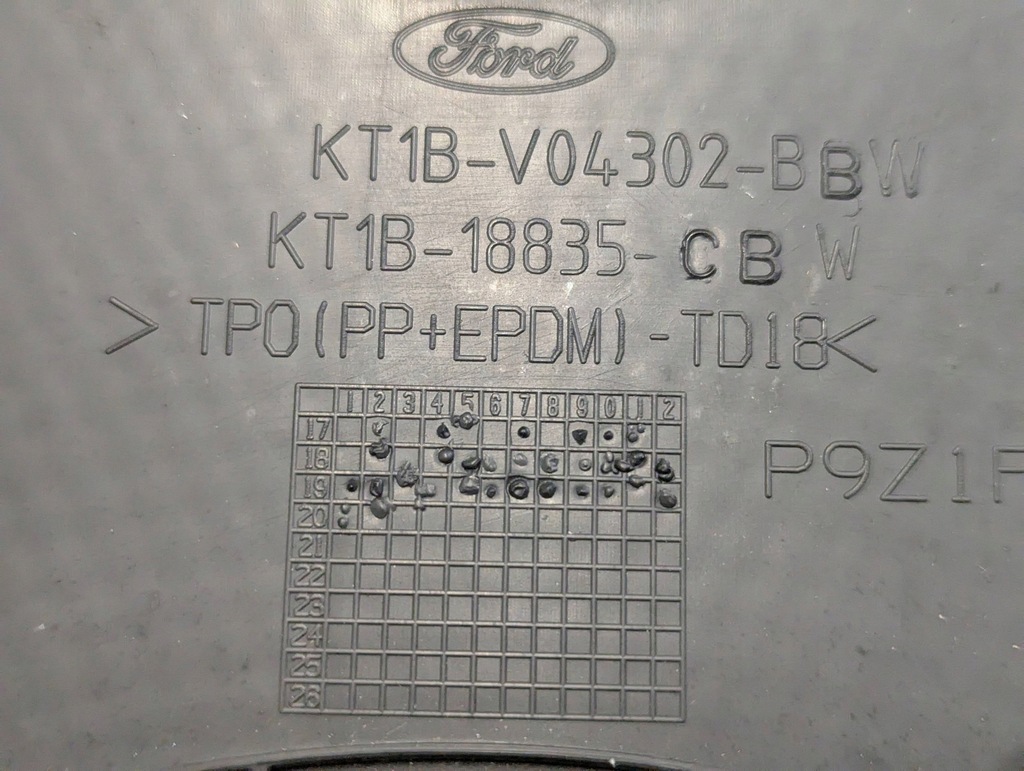 Ford
KT1B-V04302-BBW
KT1B-18835-CBW
>TPO(PP+EPDM)-TD18<
1 2 3 4 5 6 7 8 9 0 1 2
17
18
19
20
21
22
23
24
25
26
P9Z1F